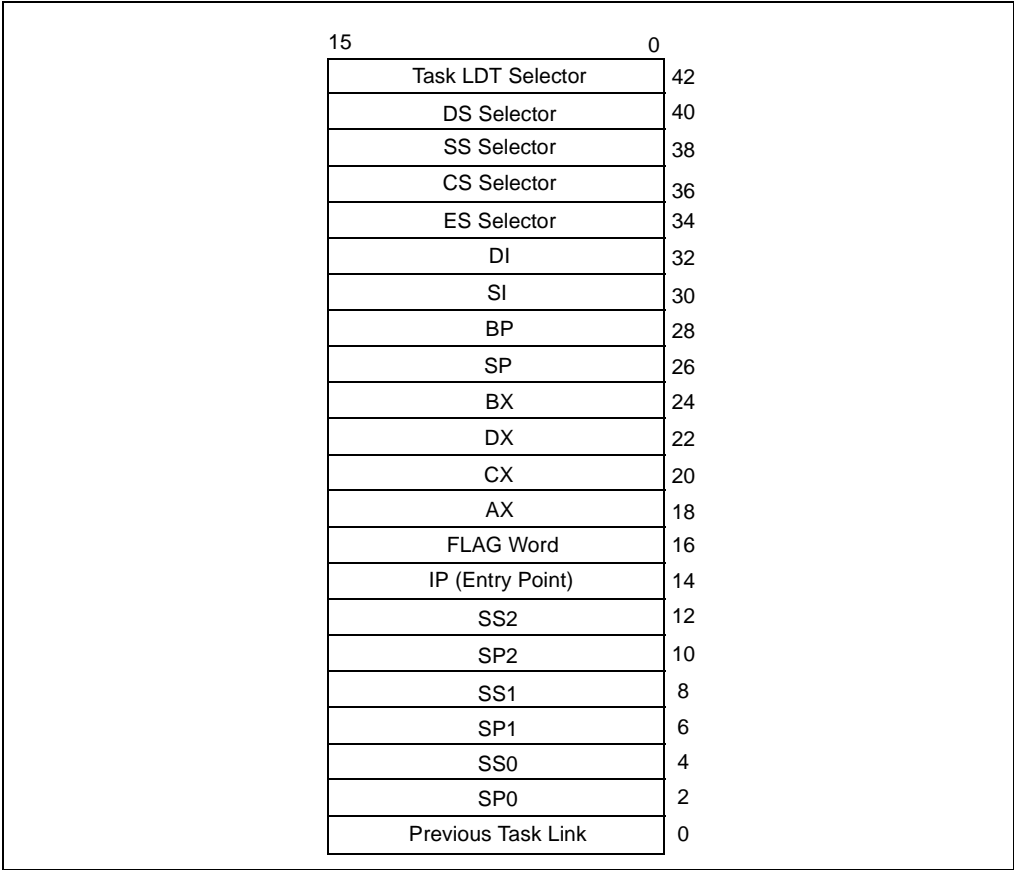 15 0
Task LDT Selector 42
DS Selector 40
SS Selector 38
CS Selector 36
ES Selector 34
DI 32
SI 30
BP 28
SP 26
BX 24
DX 22
CX 20
AX 18
FLAG Word 16
IP (Entry Point) 14
SS2 12
SP2 10
SS1 8
SP1 6
SS0 4
SP0 2
Previous Task Link 0